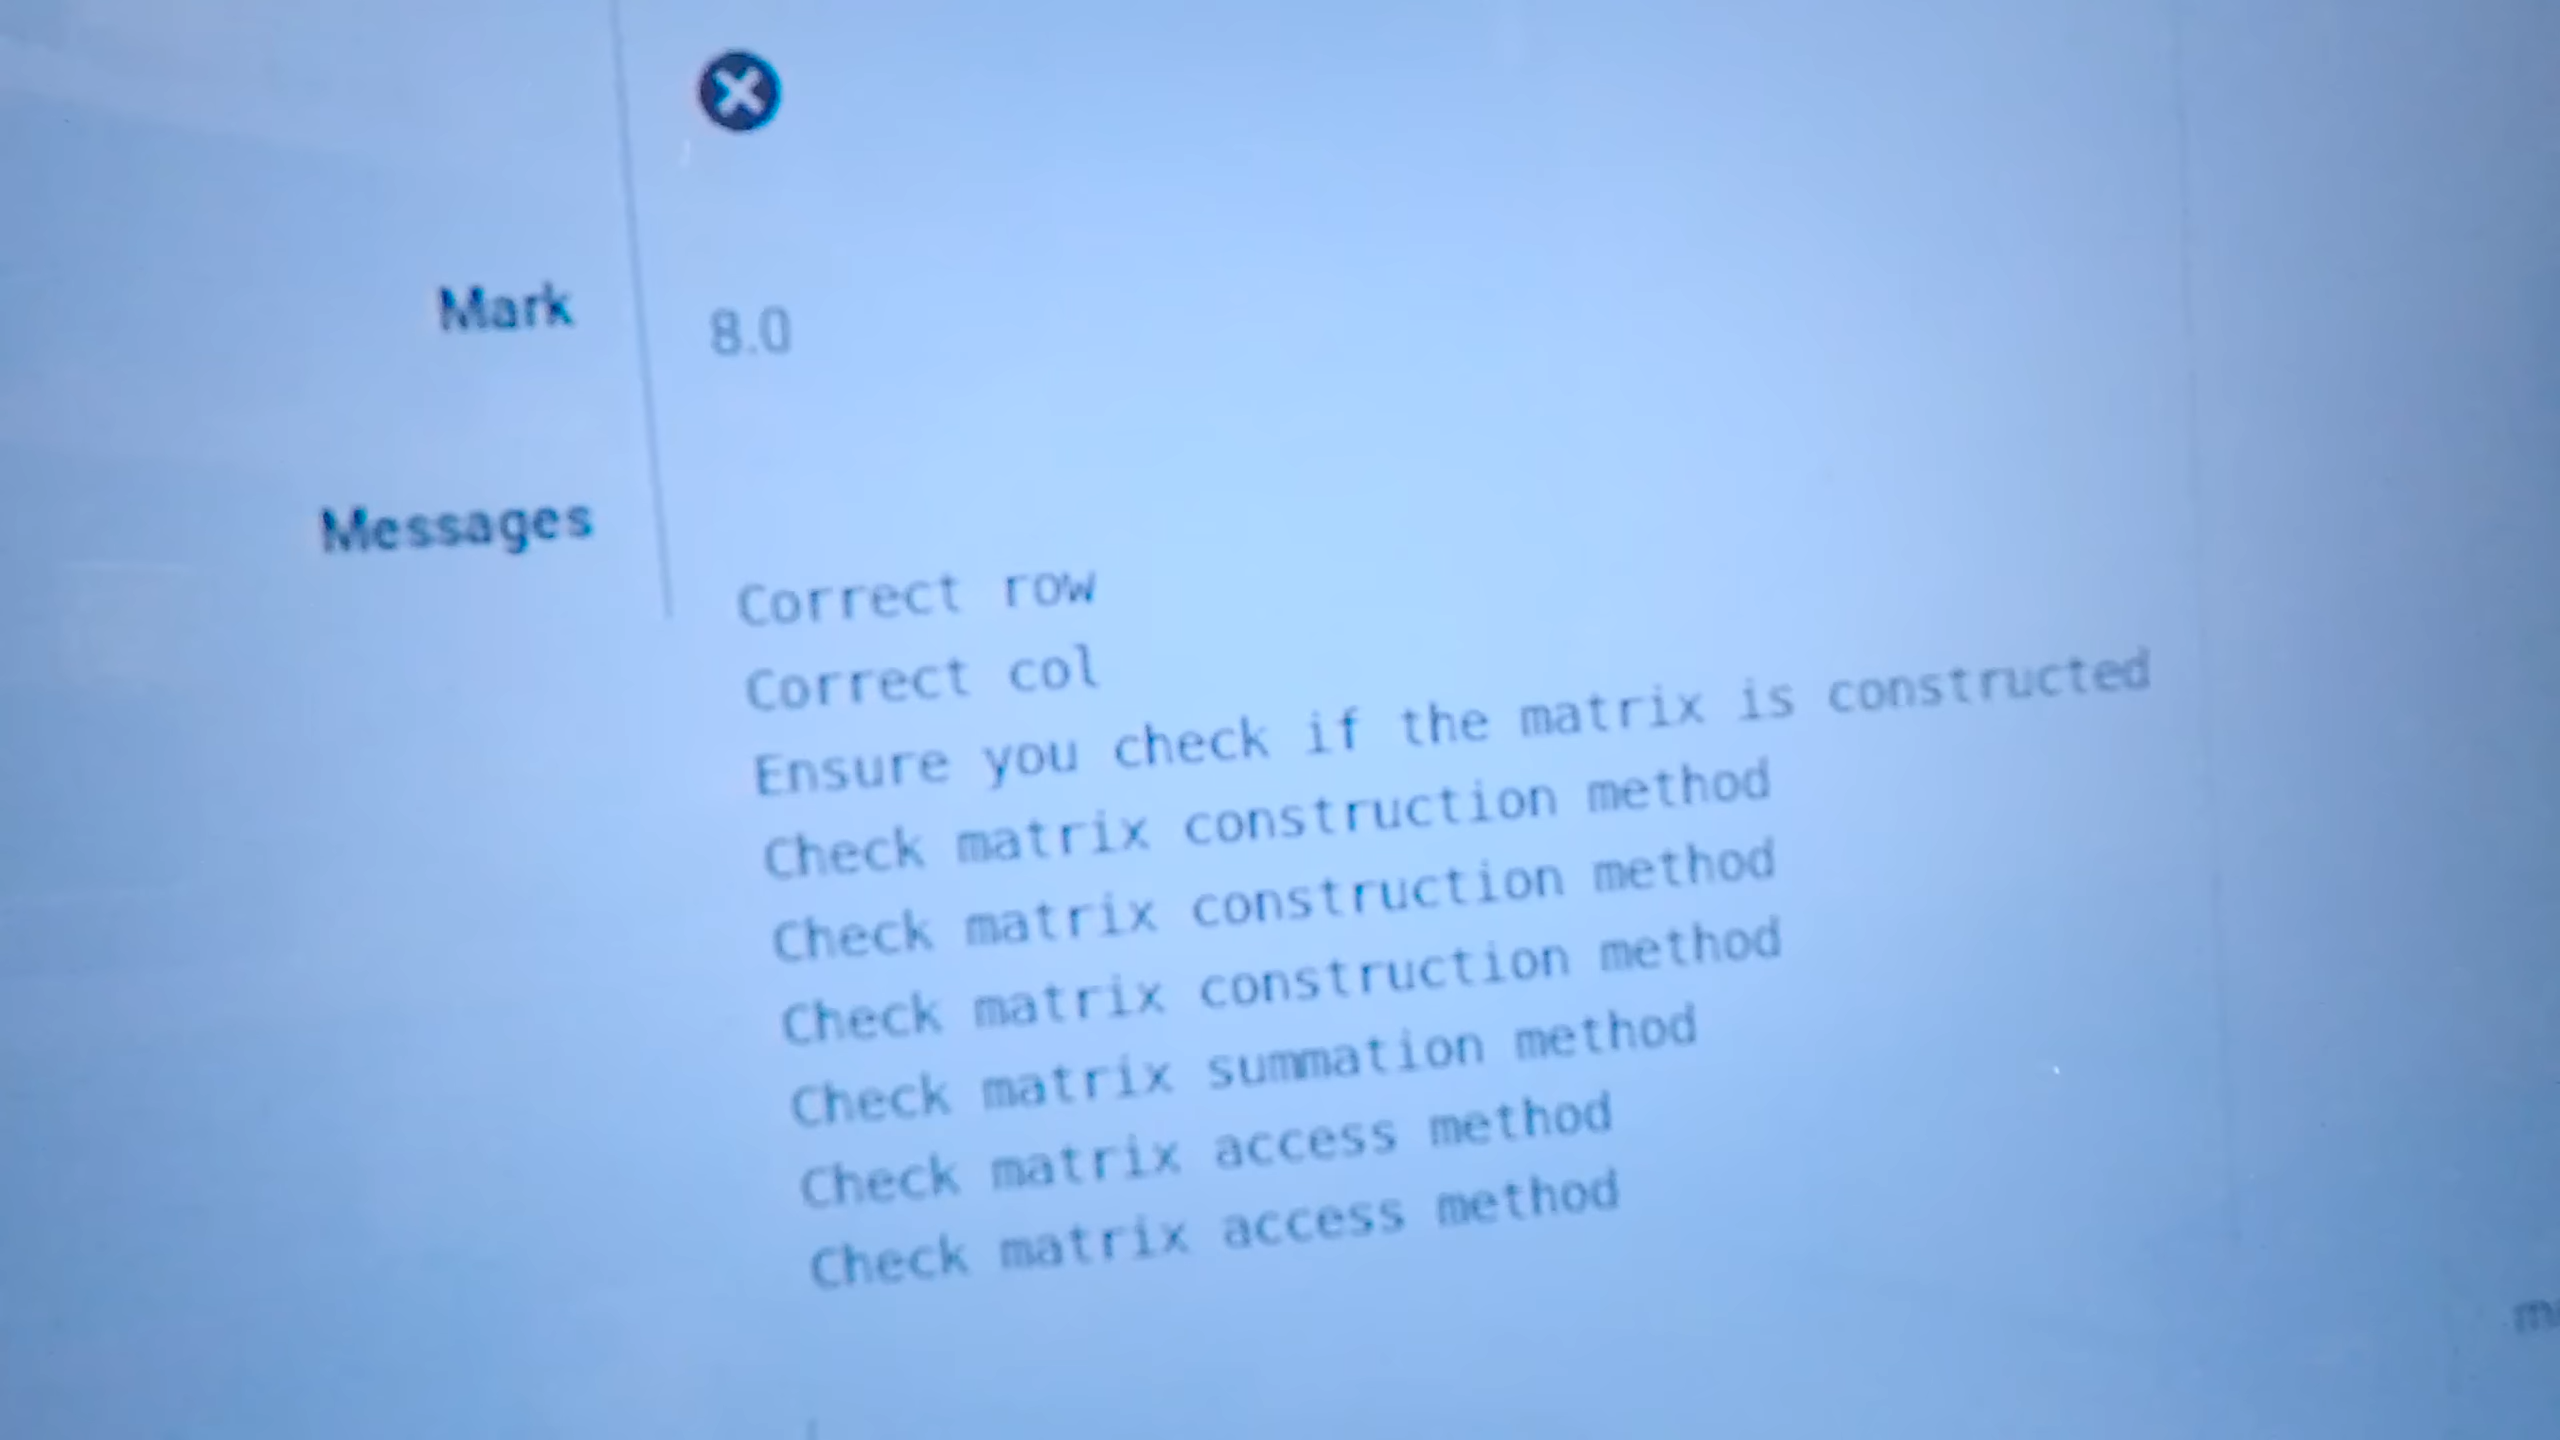 Mark
8.0
Messages
Correct row
Correct col
Ensure you check if the matrix is constructed
Check matrix construction method
Check matrix construction method
Check matrix construction method
Check matrix summation method
Check matrix access method
Check matrix access method